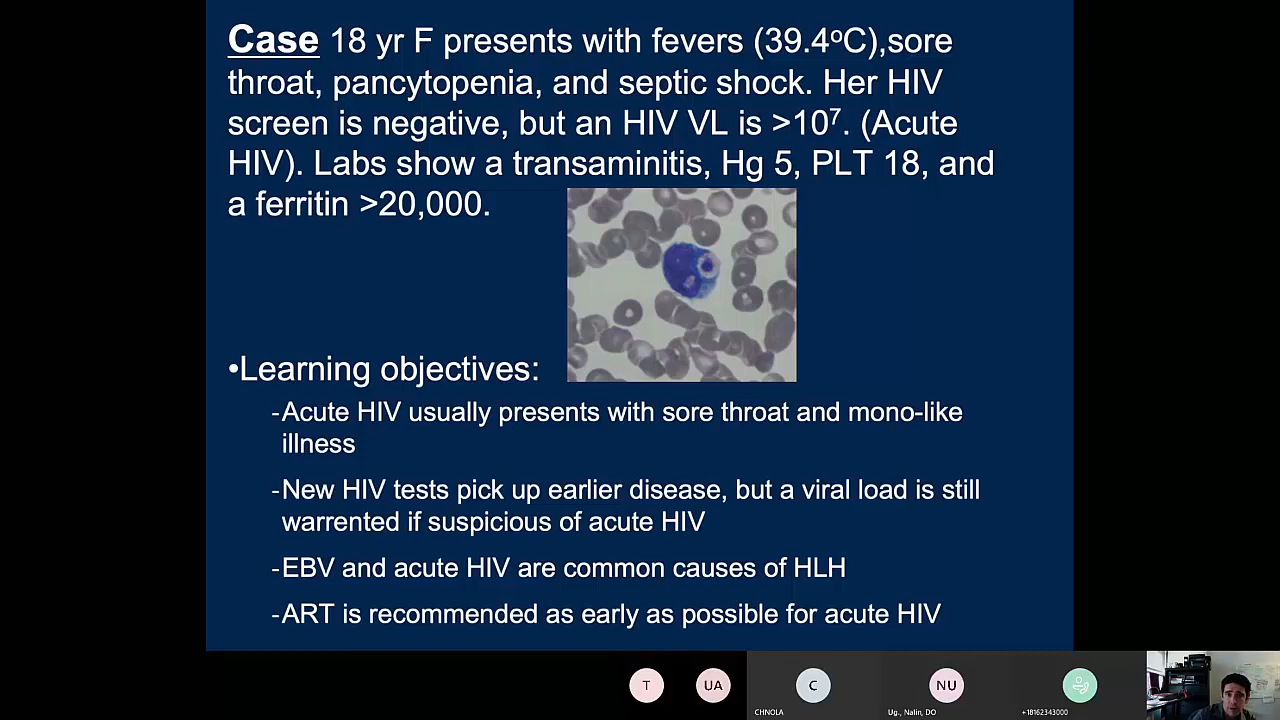 Case 18 yr F presents with fevers (39.4ºC),sore
throat, pancytopenia, and septic shock. Her HIV
screen is negative, but an HIV VL is >10⁷. (Acute
HIV). Labs show a transaminitis, Hg 5, PLT 18, and
a ferritin >20,000.
•Learning objectives:
-Acute HIV usually presents with sore throat and mono-like
illness
-New HIV tests pick up earlier disease, but a viral load is still
warrented if suspicious of acute HIV
-EBV and acute HIV are common causes of HLH
-ART is recommended as early as possible for acute HIV
T
UA
C
NU
CHNOLA
Ug., Nalin, DO
+18162343000